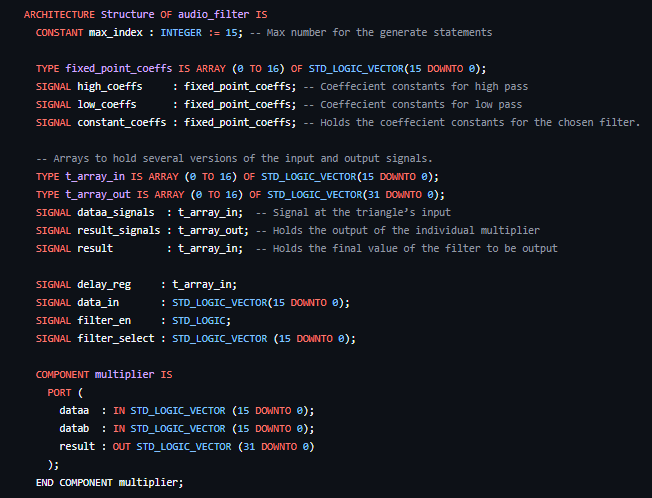 ARCHITECTURE Structure OF audio_filter IS
  CONSTANT max_index : INTEGER := 15; -- Max number for the generate statements

  TYPE fixed_point_coeffs IS ARRAY (0 TO 16) OF STD_LOGIC_VECTOR(15 DOWNTO 0);
  SIGNAL high_coeffs     : fixed_point_coeffs; -- Coeffecient constants for high pass
  SIGNAL low_coeffs      : fixed_point_coeffs; -- Coeffecient constants for low pass
  SIGNAL constant_coeffs : fixed_point_coeffs; -- Holds the coeffecient constants for the chosen filter.

  -- Arrays to hold several versions of the input and output signals.
  TYPE t_array_in IS ARRAY (0 TO 16) OF STD_LOGIC_VECTOR(15 DOWNTO 0);
  TYPE t_array_out IS ARRAY (0 TO 16) OF STD_LOGIC_VECTOR(31 DOWNTO 0);
  SIGNAL dataa_signals  : t_array_in;  -- Signal at the triangle’s input
  SIGNAL result_signals : t_array_out; -- Holds the output of the individual multiplier
  SIGNAL result         : t_array_in;  -- Holds the final value of the filter to be output

  SIGNAL delay_reg     : t_array_in;
  SIGNAL data_in       : STD_LOGIC_VECTOR(15 DOWNTO 0);
  SIGNAL filter_en     : STD_LOGIC;
  SIGNAL filter_select : STD_LOGIC_VECTOR (15 DOWNTO 0);

  COMPONENT multiplier IS
    PORT (
      dataa  : IN STD_LOGIC_VECTOR (15 DOWNTO 0);
      datab  : IN STD_LOGIC_VECTOR (15 DOWNTO 0);
      result : OUT STD_LOGIC_VECTOR (31 DOWNTO 0)
    );
  END COMPONENT multiplier;